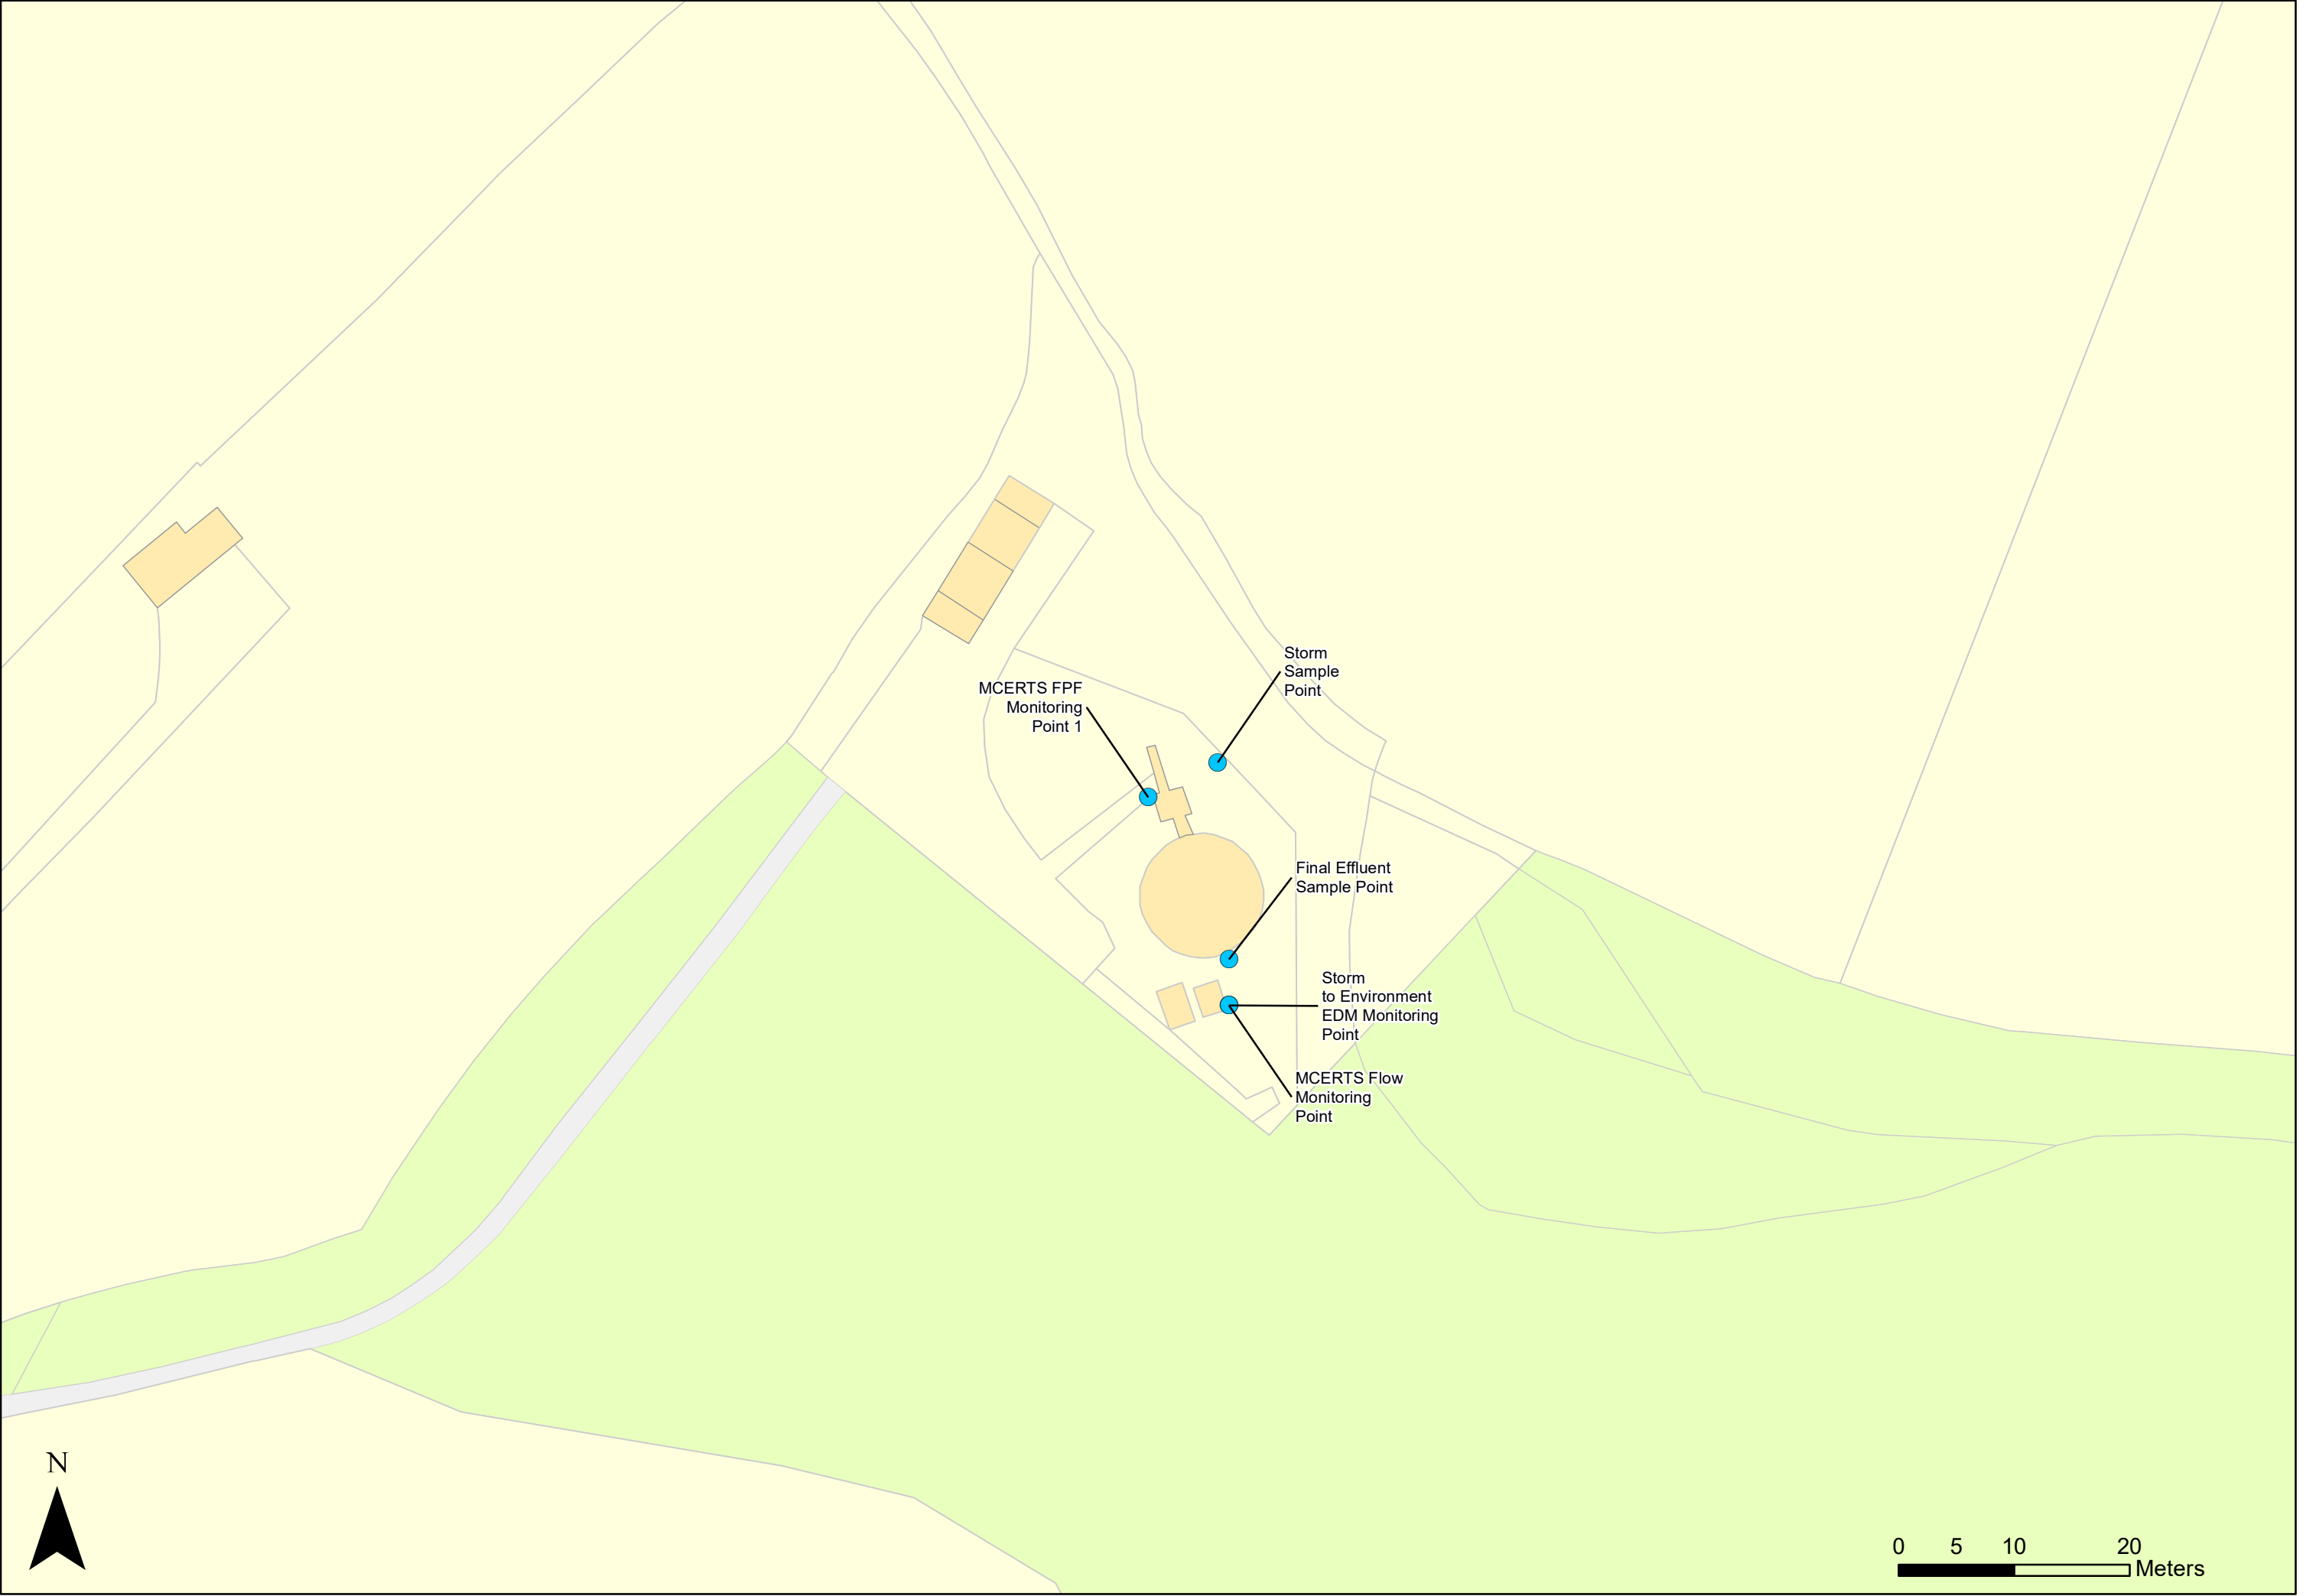 Storm
Sample
Point
MCERTS FPF
Monitoring
Point 1
Final Effluent
Sample Point
Storm
to Environment
EDM Monitoring
Point
MCERTS Flow
Monitoring
Point
N
0 5 10 20
Meters